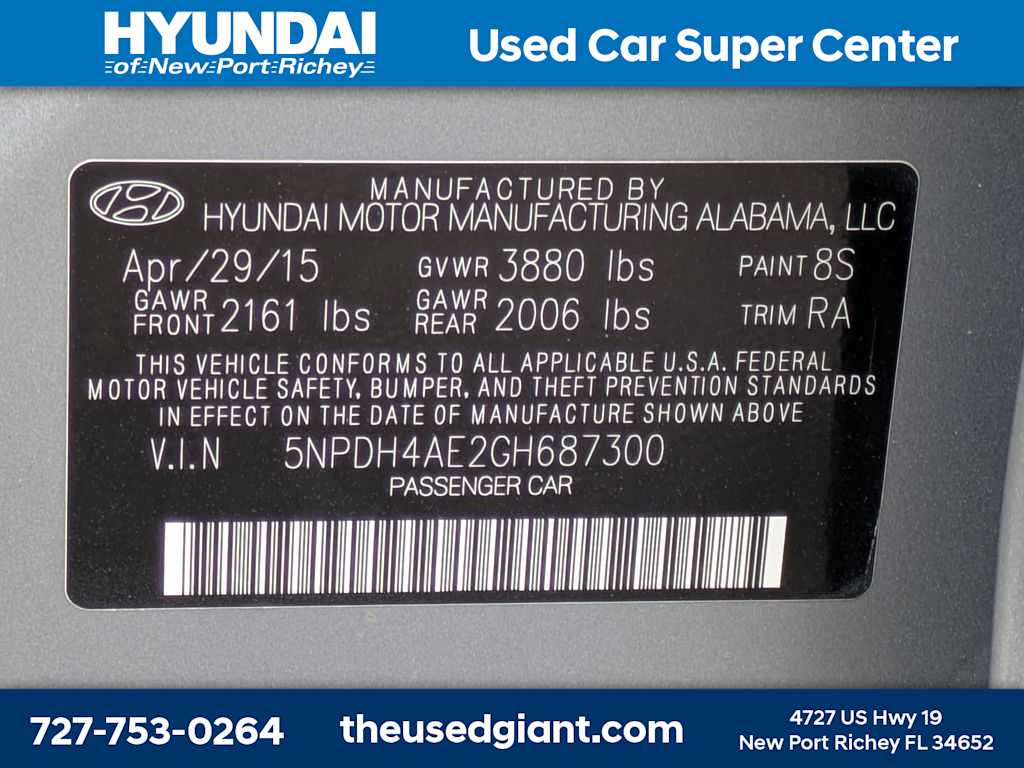 HYUNDAI
of New Port Richey
Used Car Super Center
MANUFACTURED BY
HYUNDAI MOTOR MANUFACTURING ALABAMA, LLC
Apr/29/15 GVWR 3880 lbs PAINT 8S
GAWR FRONT 2161 lbs GAWR REAR 2006 lbs TRIM RA
THIS VEHICLE CONFORMS TO ALL APPLICABLE U.S.A. FEDERAL
MOTOR VEHICLE SAFETY, BUMPER, AND THEFT PREVENTION STANDARDS
IN EFFECT ON THE DATE OF MANUFACTURE SHOWN ABOVE
V.I.N 5NPDH4AE2GH687300
PASSENGER CAR
727-753-0264
theusedgiant.com
4727 US Hwy 19
New Port Richey FL 34652